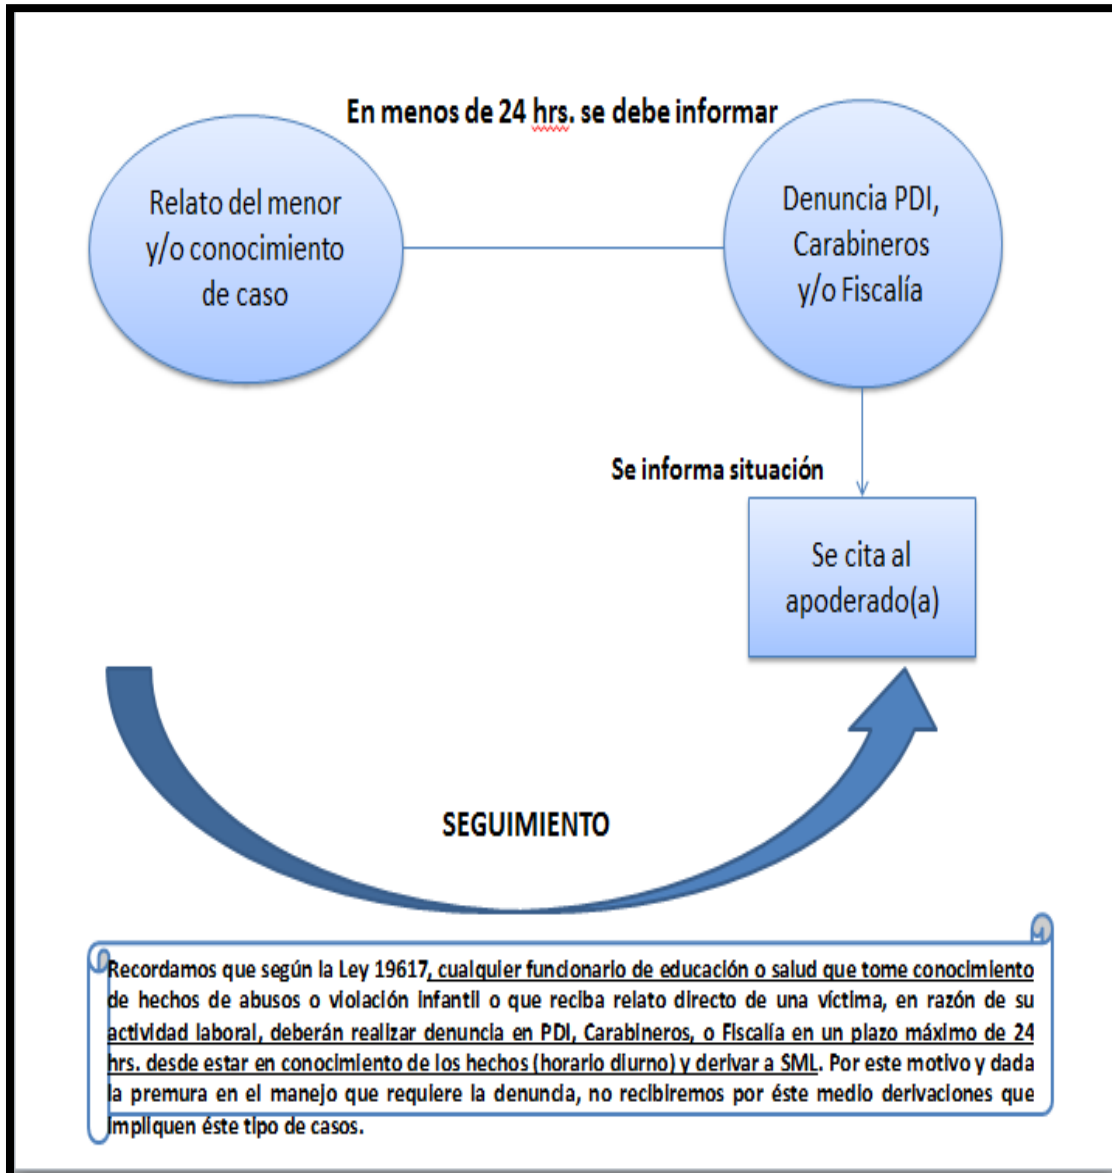 En menos de 24 hrs. se debe informar
Relato del menor
y/o conocimiento
de caso
Denuncia PDI,
Carabineros
y/o Fiscalía
Se informa situación
Se cita al
apoderado(a)
SEGUIMIENTO
Recordamos que según la Ley 19617, cualquier funcionario de educación o salud que tome conocimiento
de hechos de abusos o violación infantil o que reciba relato directo de una víctima, en razón de su
actividad laboral, deberán realizar denuncia en PDI, Carabineros, o Fiscalía en un plazo máximo de 24
hrs. desde estar en conocimiento de los hechos (horario diurno) y derivar a SML. Por este motivo y dada
la premura en el manejo que requiere la denuncia, no recibiremos por éste medio derivaciones que
impliquen éste tipo de casos.